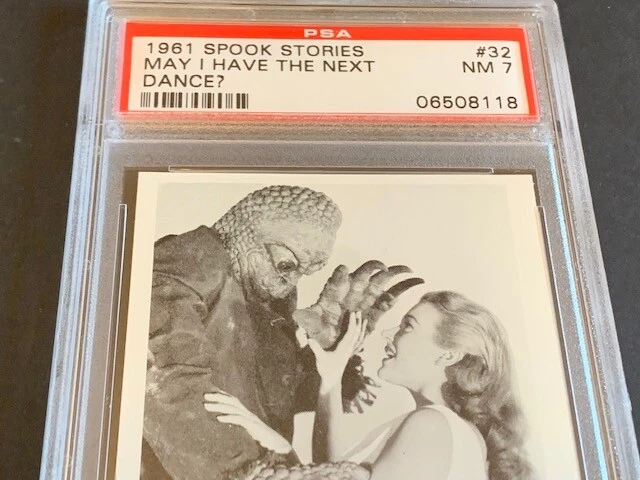 PSA
1961 SPOOK STORIES #32
MAY I HAVE THE NEXT NM 7
DANCE?
06508118